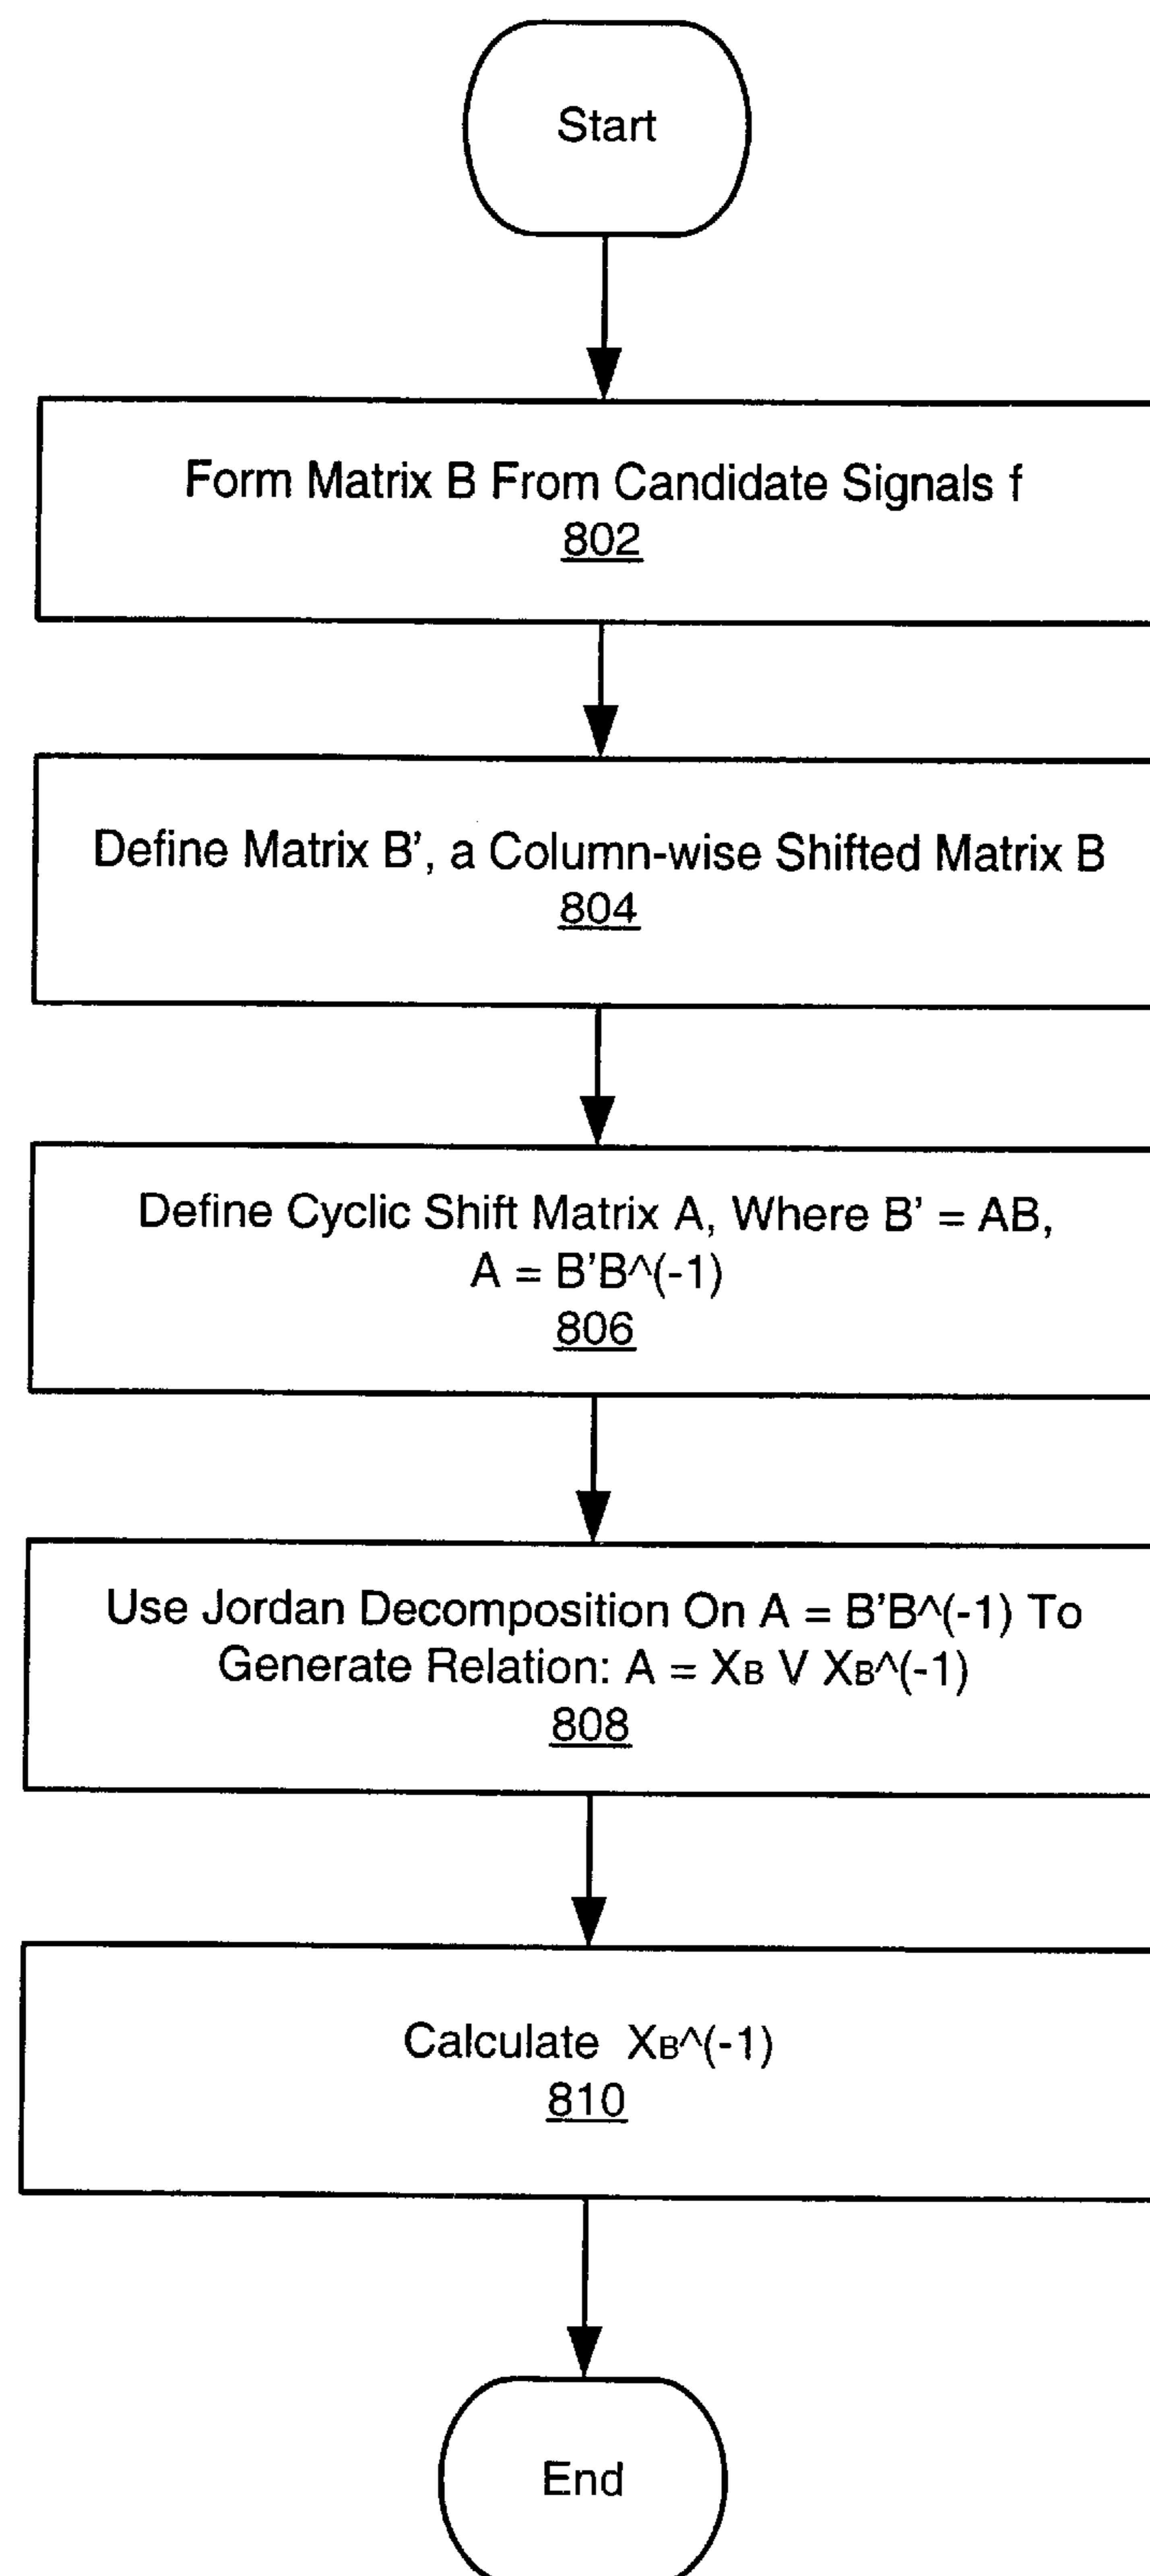 Start
Form Matrix B From Candidate Signals f
802
Define Matrix B', a Column-wise Shifted Matrix B
804
Define Cyclic Shift Matrix A, Where B' = AB,
A = B'B^(-1)
806
Use Jordan Decomposition On A = B'B^(-1) To
Generate Relation: A = XB V XB^(-1)
808
Calculate XB^(-1)
810
End